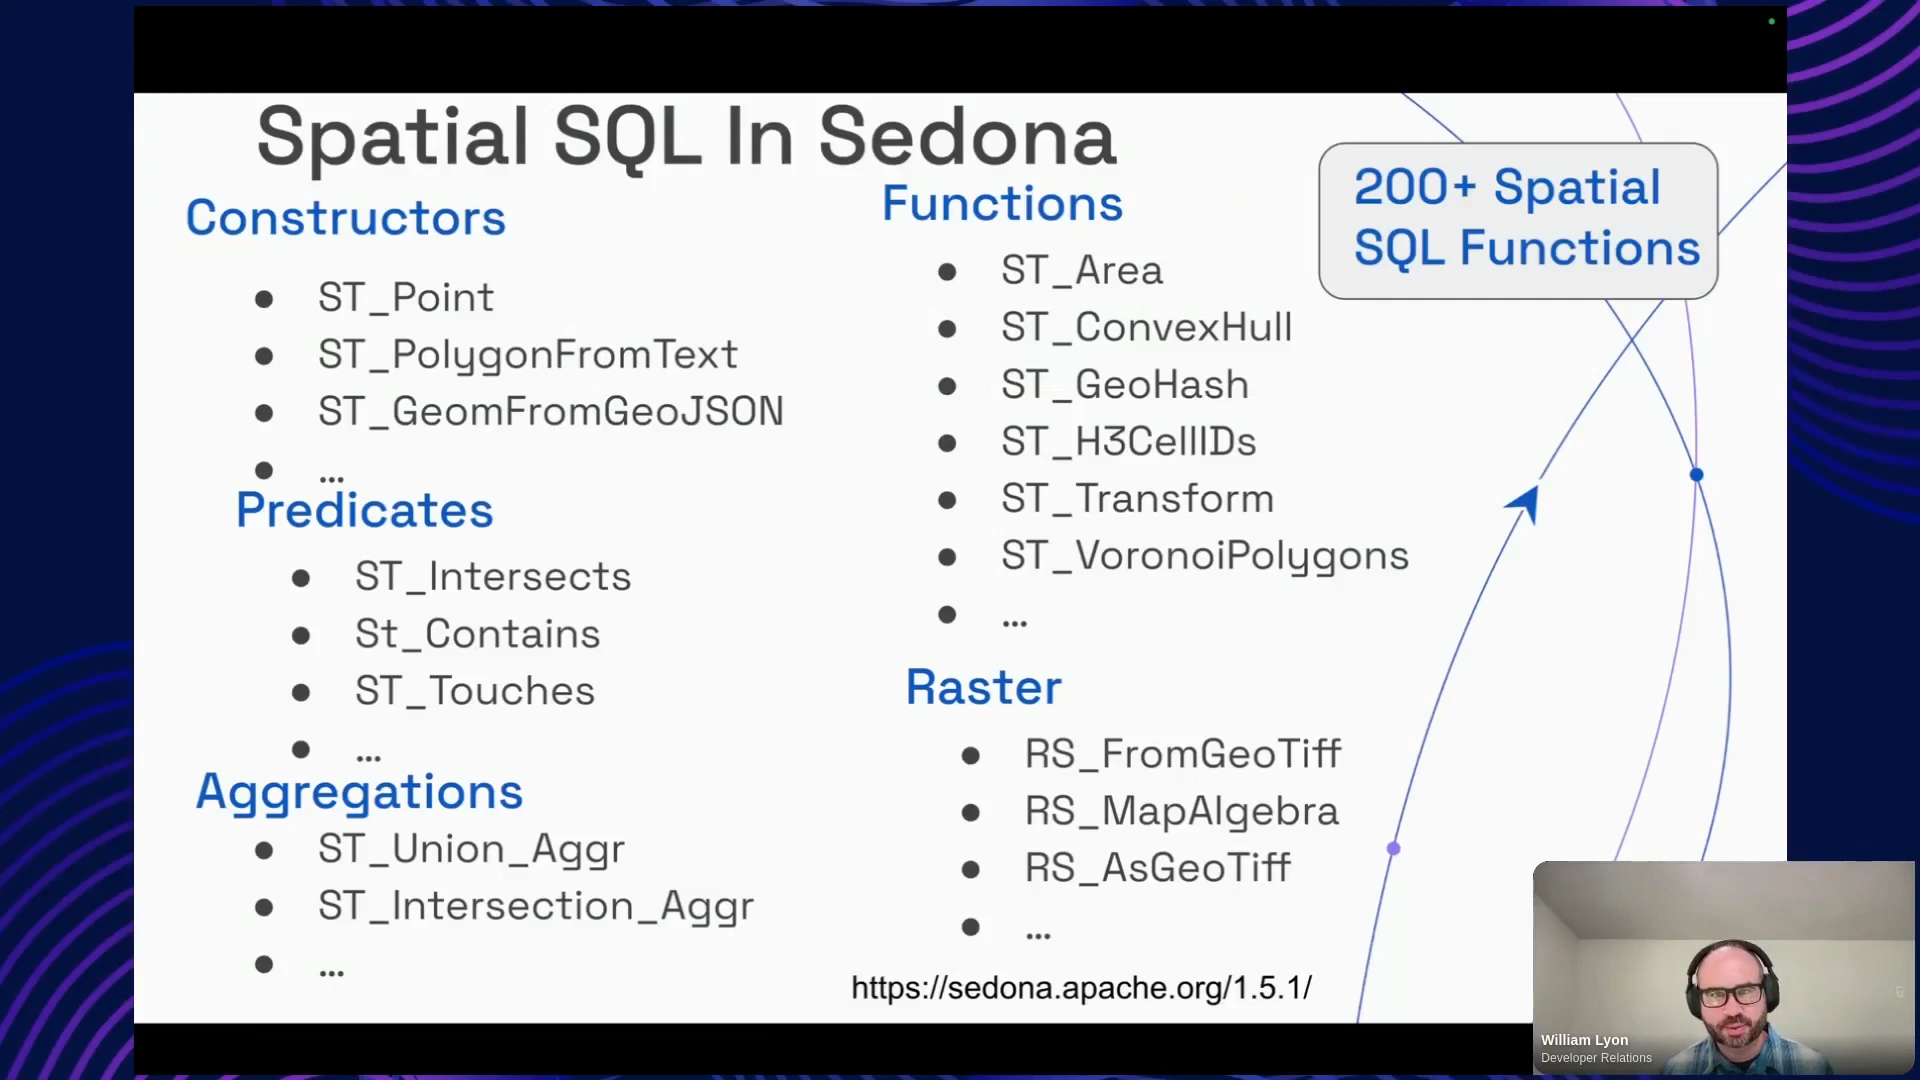 Spatial SQL In Sedona
Constructors
● ST_Point
● ST_PolygonFromText
● ST_GeomFromGeoJSON
● ...
Predicates
● ST_Intersects
● St_Contains
● ST_Touches
● ...
Aggregations
● ST_Union_Aggr
● ST_Intersection_Aggr
● ...
Functions
● ST_Area
● ST_ConvexHull
● ST_GeoHash
● ST_H3CellIDs
● ST_Transform
● ST_VoronoiPolygons
● ...
Raster
● RS_FromGeoTiff
● RS_MapAlgebra
● RS_AsGeoTiff
● ...
200+ Spatial
SQL Functions
https://sedona.apache.org/1.5.1/
William Lyon
Developer Relations